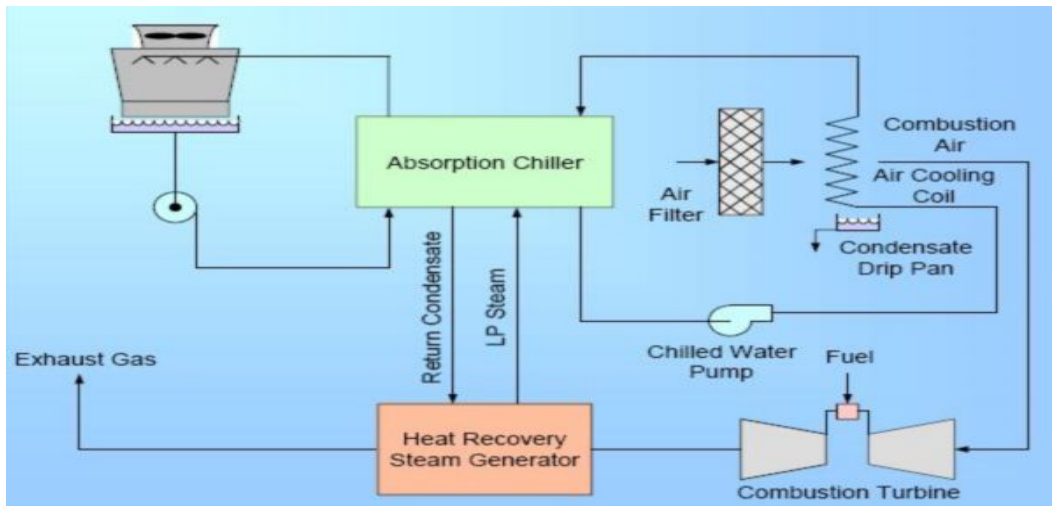 Absorption Chiller
Air
Filter
Combustion
Air
Air Cooling
Coil
Condensate
Drip Pan
Return Condensate
LP Steam
Chilled Water
Pump
Exhaust Gas
Fuel
Heat Recovery
Steam Generator
Combustion Turbine